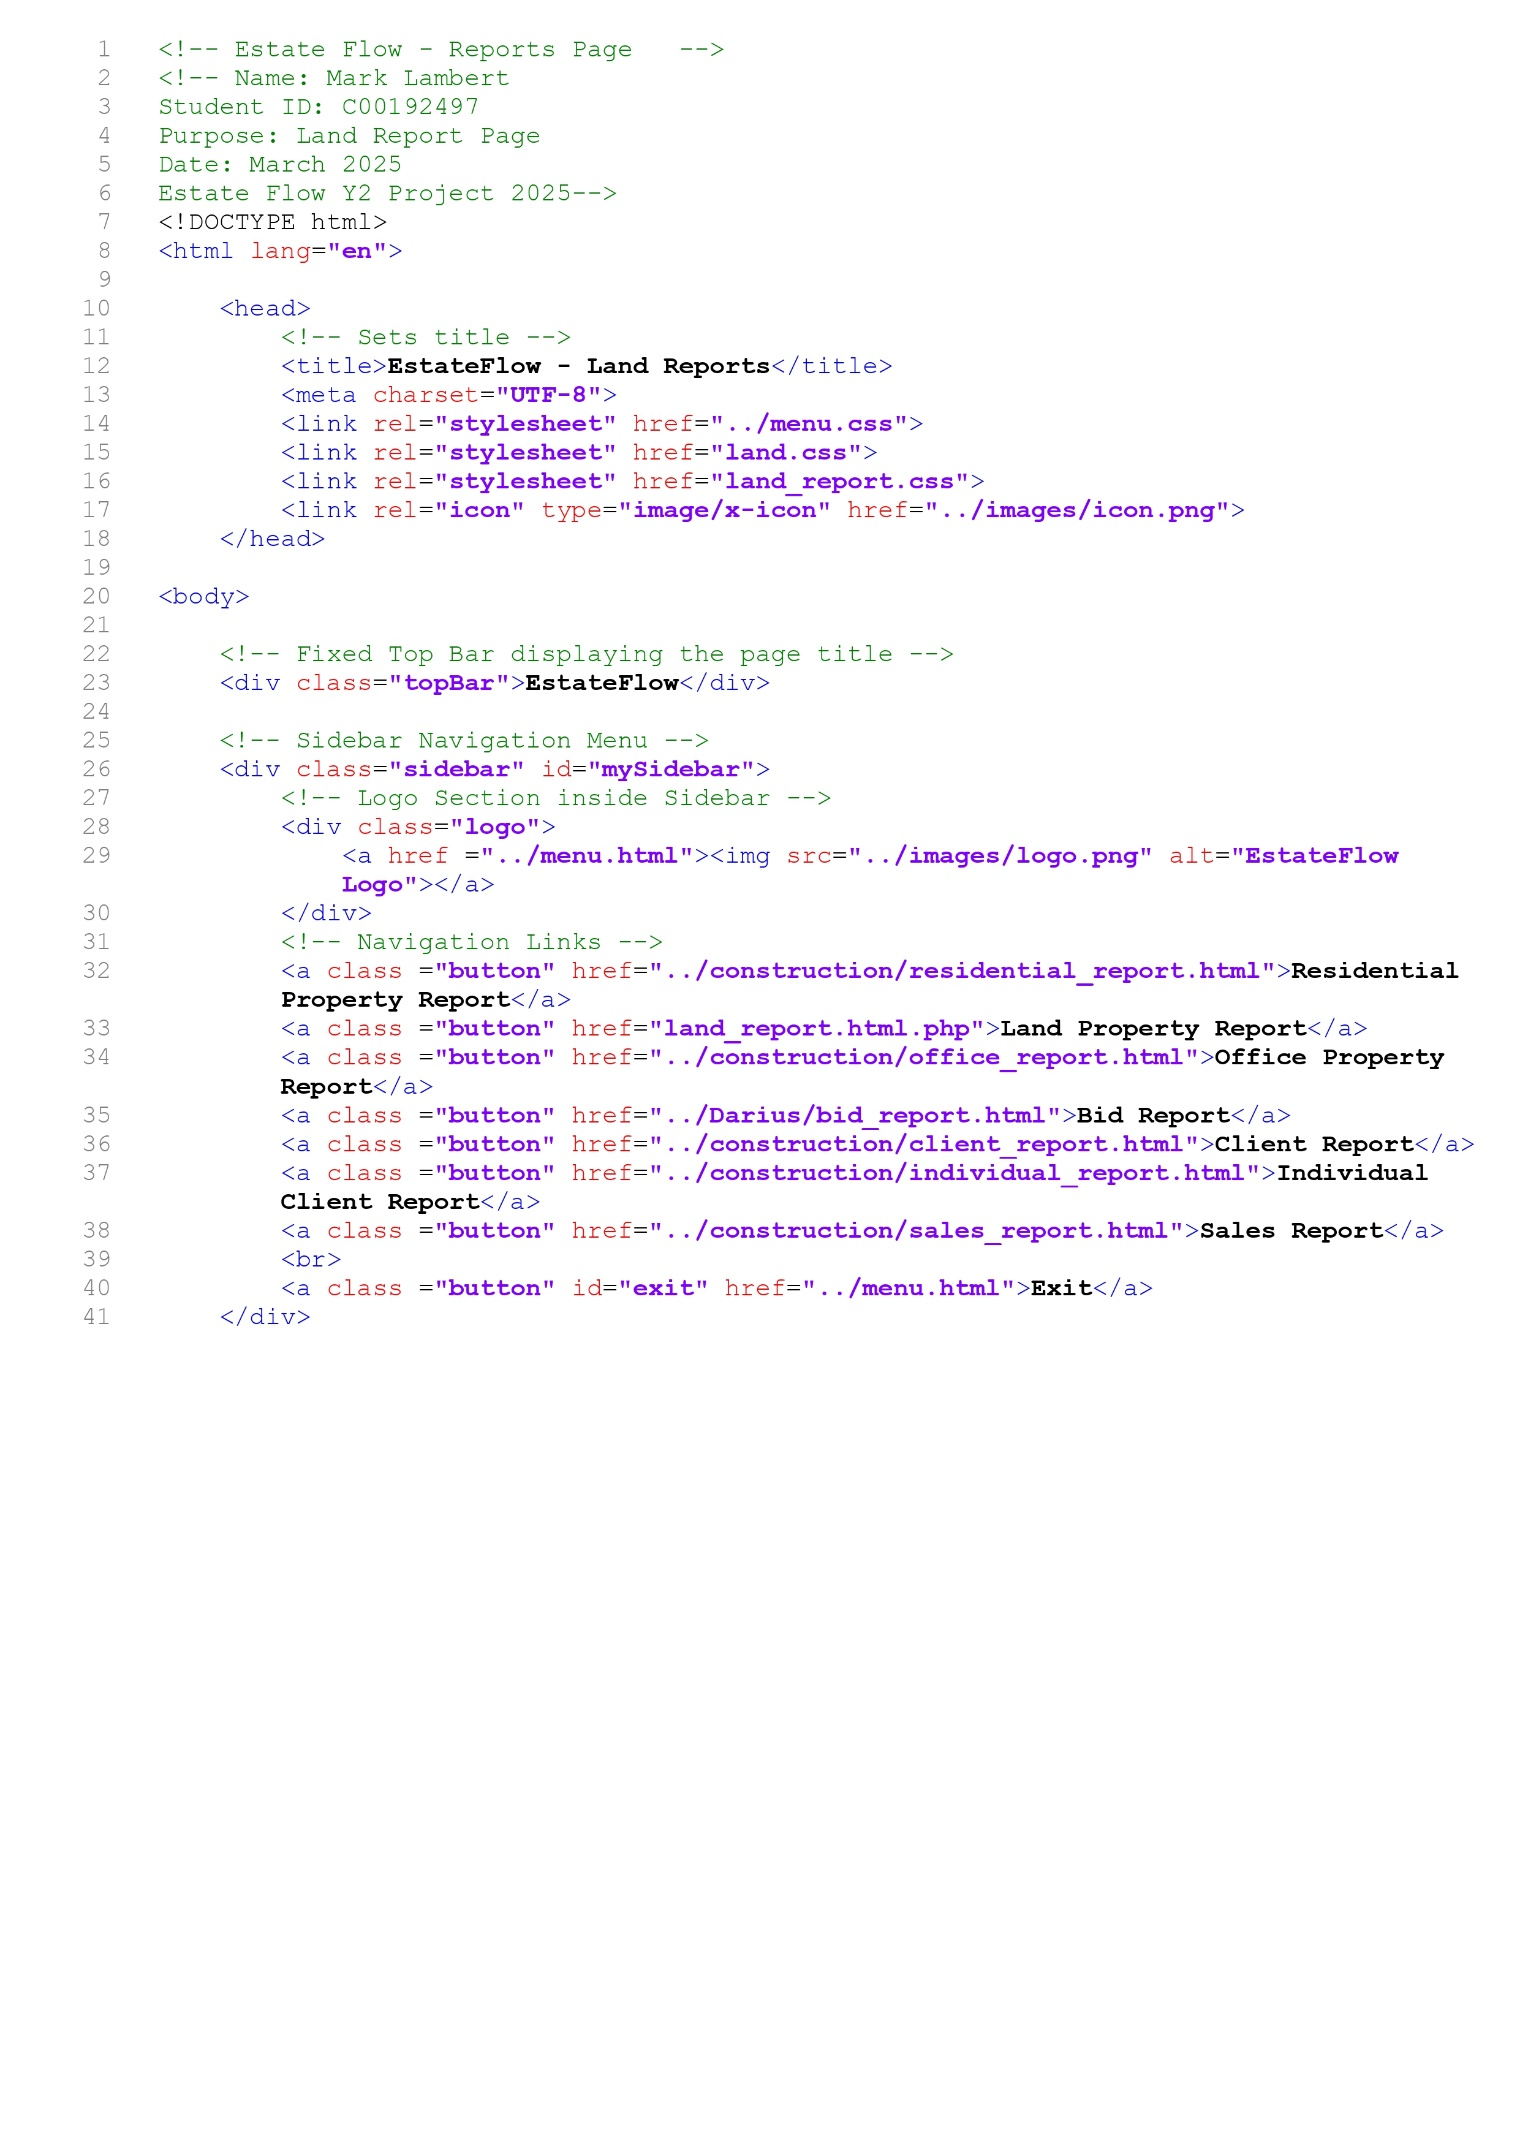 1 <!-- Estate Flow - Reports Page   -->
2 <!-- Name: Mark Lambert
3 Student ID: C00192497
4 Purpose: Land Report Page
5 Date: March 2025
6 Estate Flow Y2 Project 2025-->
7 <!DOCTYPE html>
8 <html lang="en">
9
10     <head>
11         <!-- Sets title -->
12         <title>EstateFlow - Land Reports</title>
13         <meta charset="UTF-8">
14         <link rel="stylesheet" href="../menu.css">
15         <link rel="stylesheet" href="land.css">
16         <link rel="stylesheet" href="land_report.css">
17         <link rel="icon" type="image/x-icon" href="../images/icon.png">
18     </head>
19
20 <body>
21
22     <!-- Fixed Top Bar displaying the page title -->
23     <div class="topBar">EstateFlow</div>
24
25     <!-- Sidebar Navigation Menu -->
26     <div class="sidebar" id="mySidebar">
27         <!-- Logo Section inside Sidebar -->
28         <div class="logo">
29             <a href ="../menu.html"><img src="../images/logo.png" alt="EstateFlow
Logo"></a>
30         </div>
31         <!-- Navigation Links -->
32         <a class ="button" href="../construction/residential_report.html">Residential
Property Report</a>
33         <a class ="button" href="land_report.html.php">Land Property Report</a>
34         <a class ="button" href="../construction/office_report.html">Office Property
Report</a>
35         <a class ="button" href="../Darius/bid_report.html">Bid Report</a>
36         <a class ="button" href="../construction/client_report.html">Client Report</a>
37         <a class ="button" href="../construction/individual_report.html">Individual
Client Report</a>
38         <a class ="button" href="../construction/sales_report.html">Sales Report</a>
39         <br>
40         <a class ="button" id="exit" href="../menu.html">Exit</a>
41     </div>